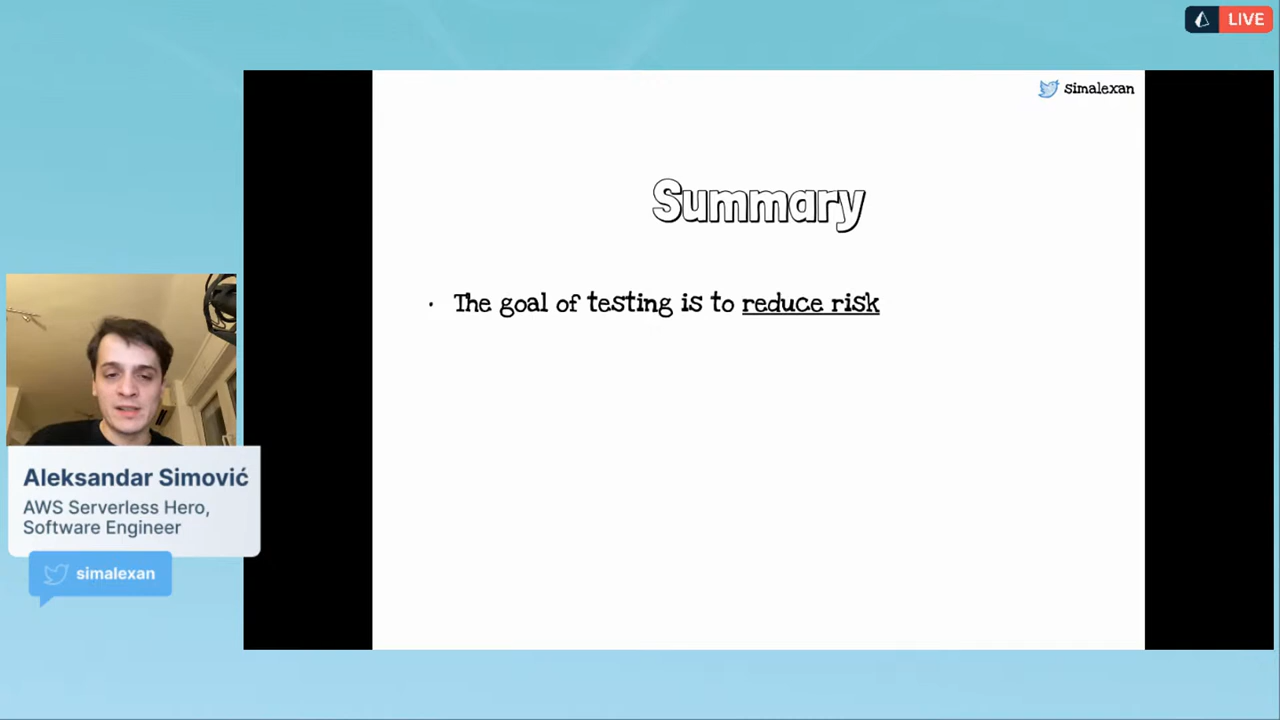 LIVE
simalexan
Summary
· The goal of testing is to reduce risk
Aleksandar Simović
AWS Serverless Hero,
Software Engineer
simalexan